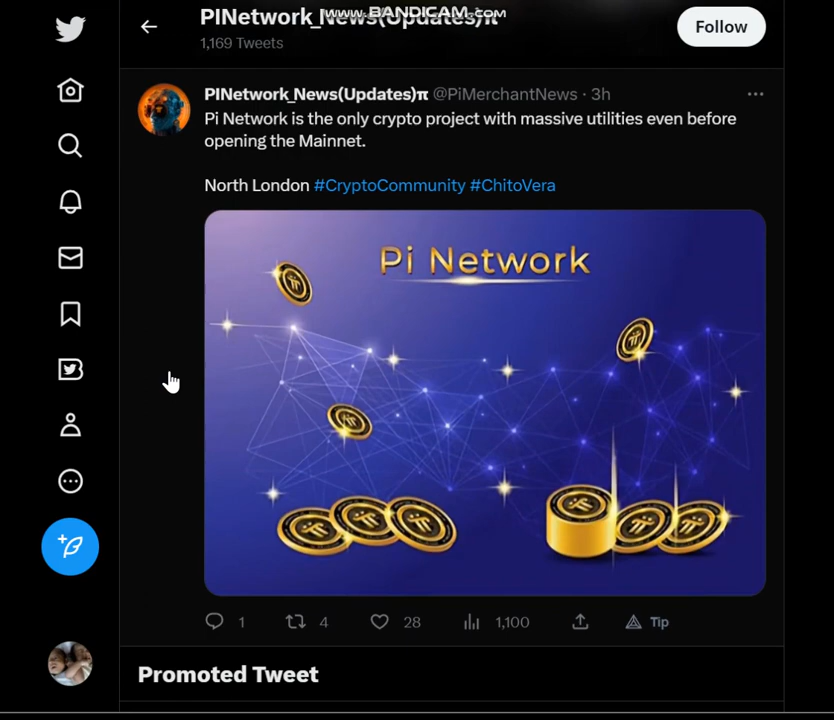 www.BANDICAM.com
PINetwork_News(Updates)π
1,169 Tweets
Follow
PINetwork_News(Updates)π @PiMerchantNews · 3h
Pi Network is the only crypto project with massive utilities even before
opening the Mainnet.
North London #CryptoCommunity #ChitoVera
Pi Network
1 4 28 1,100 Tip
Promoted Tweet